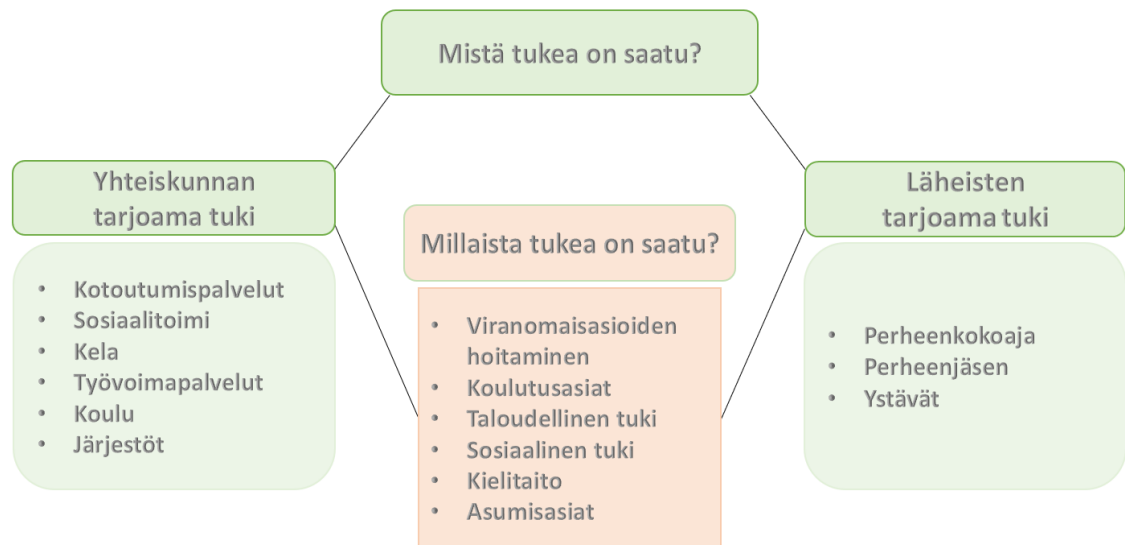 Mistä tukea on saatu?
Yhteiskunnan
tarjoama tuki
• Kotoutumispalvelut
• Sosiaalitoimi
• Kela
• Työvoimapalvelut
• Koulu
• Järjestöt
Millaista tukea on saatu?
• Viranomaisasioiden
hoitaminen
• Koulutusasiat
• Taloudellinen tuki
• Sosiaalinen tuki
• Kielitaito
• Asumisasiat
Läheisten
tarjoama tuki
• Perheenkokoaja
• Perheenjäsen
• Ystävät